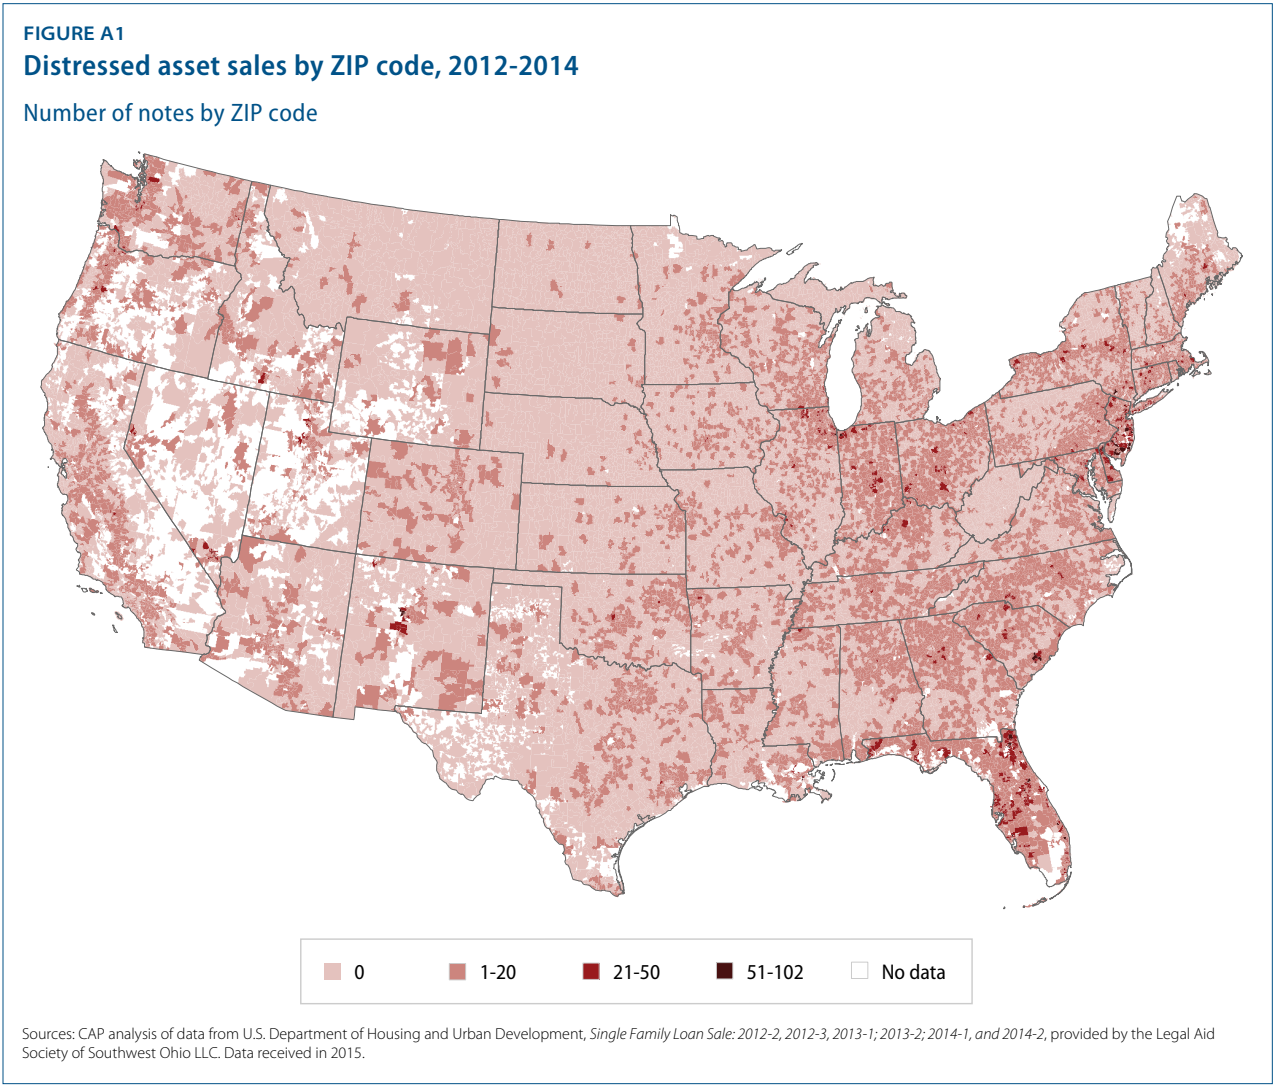 FIGURE A1
Distressed asset sales by ZIP code, 2012-2014
Number of notes by ZIP code
0
1-20
21-50
51-102
No data
Sources: CAP analysis of data from U.S. Department of Housing and Urban Development, Single Family Loan Sale: 2012-2, 2012-3, 2013-1; 2013-2; 2014-1, and 2014-2, provided by the Legal Aid
Society of Southwest Ohio LLC. Data received in 2015.